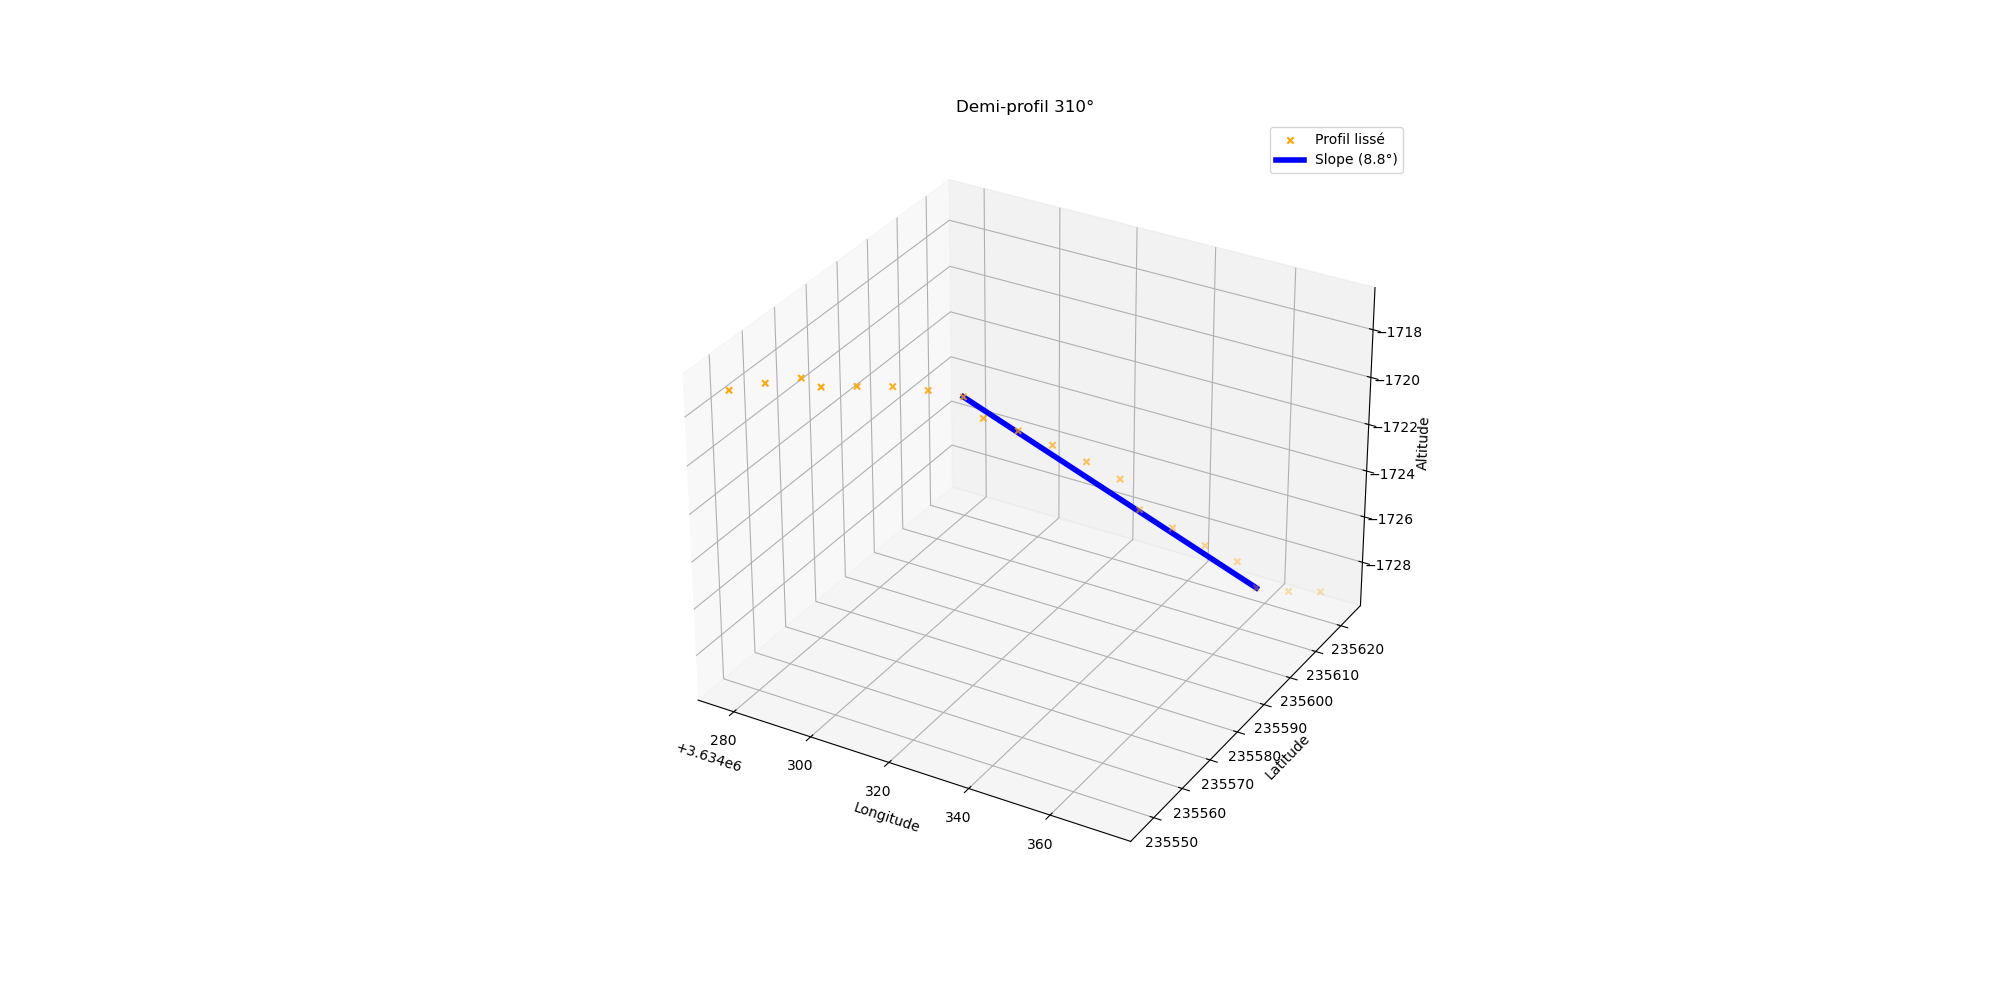 Demi-profil 310°
Profil lissé
Slope (8.8°)
−1718
−1720
−1722
−1724
−1726
−1728
Altitude
235620
235610
235600
235590
235580
235570
235560
235550
Latitude
280
300
320
340
360
+3.634e6
Longitude